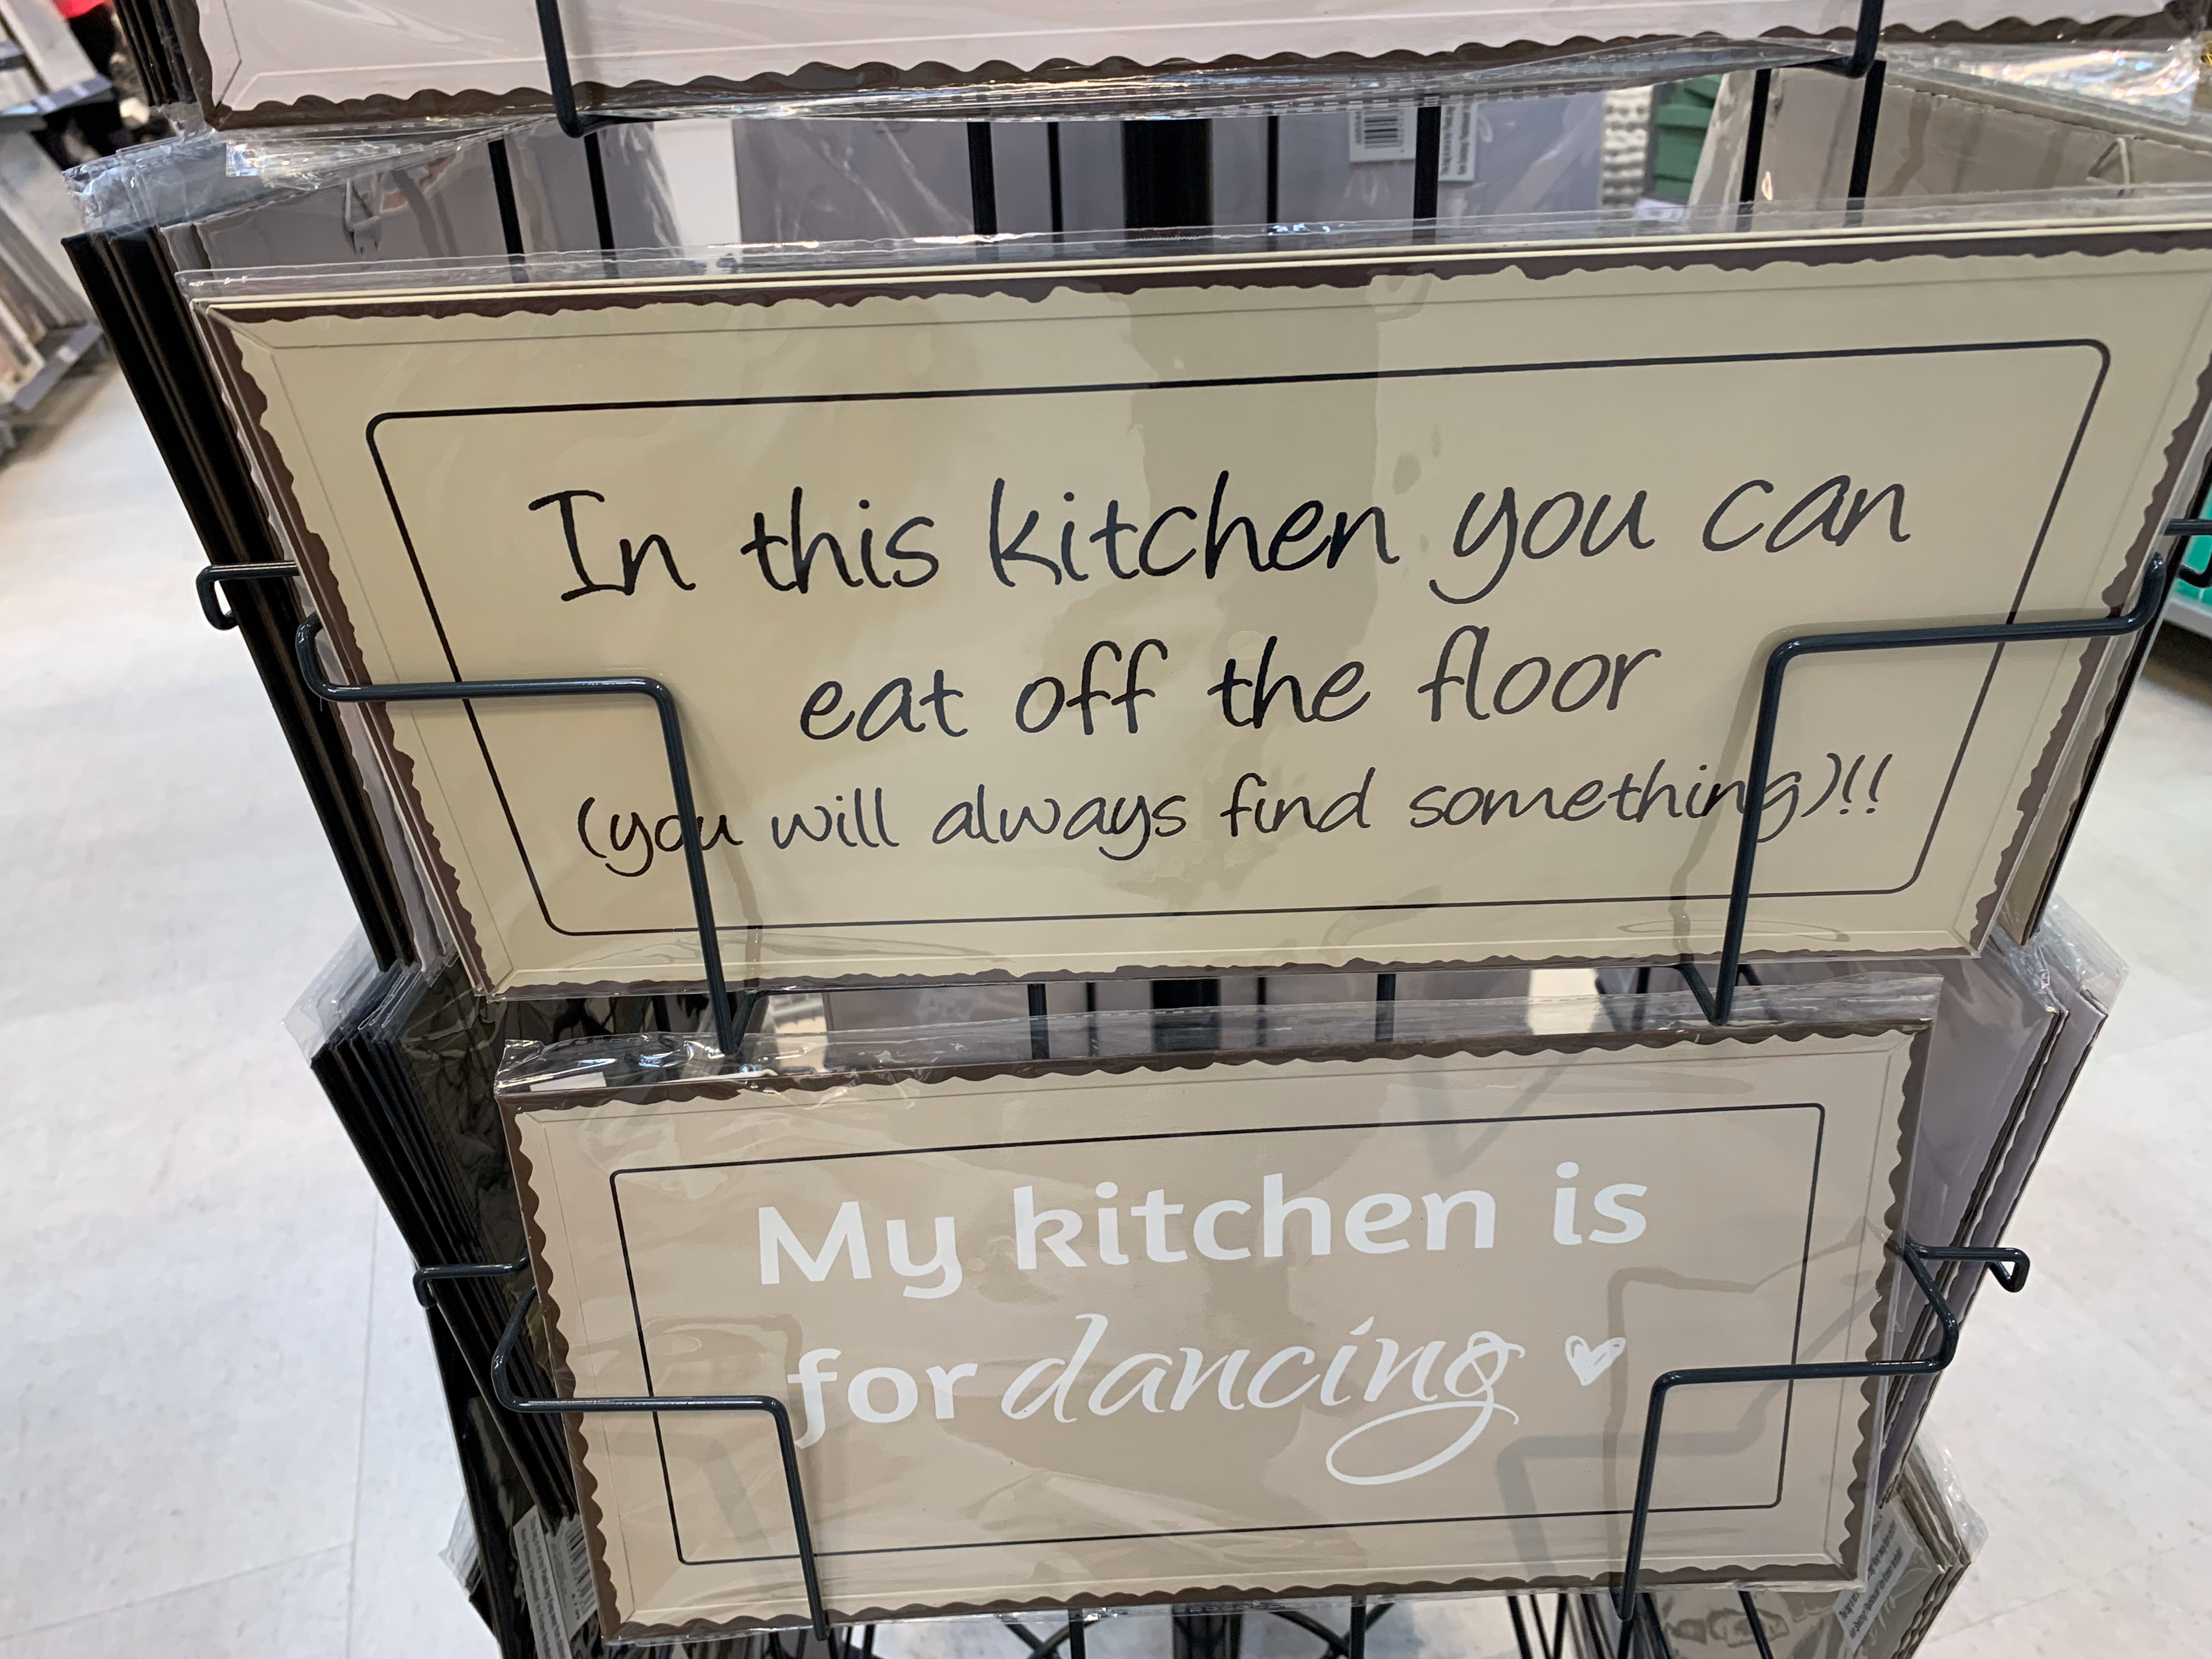 In this kitchen you can
eat off the floor
(you will always find something)!!
My kitchen is
for dancing